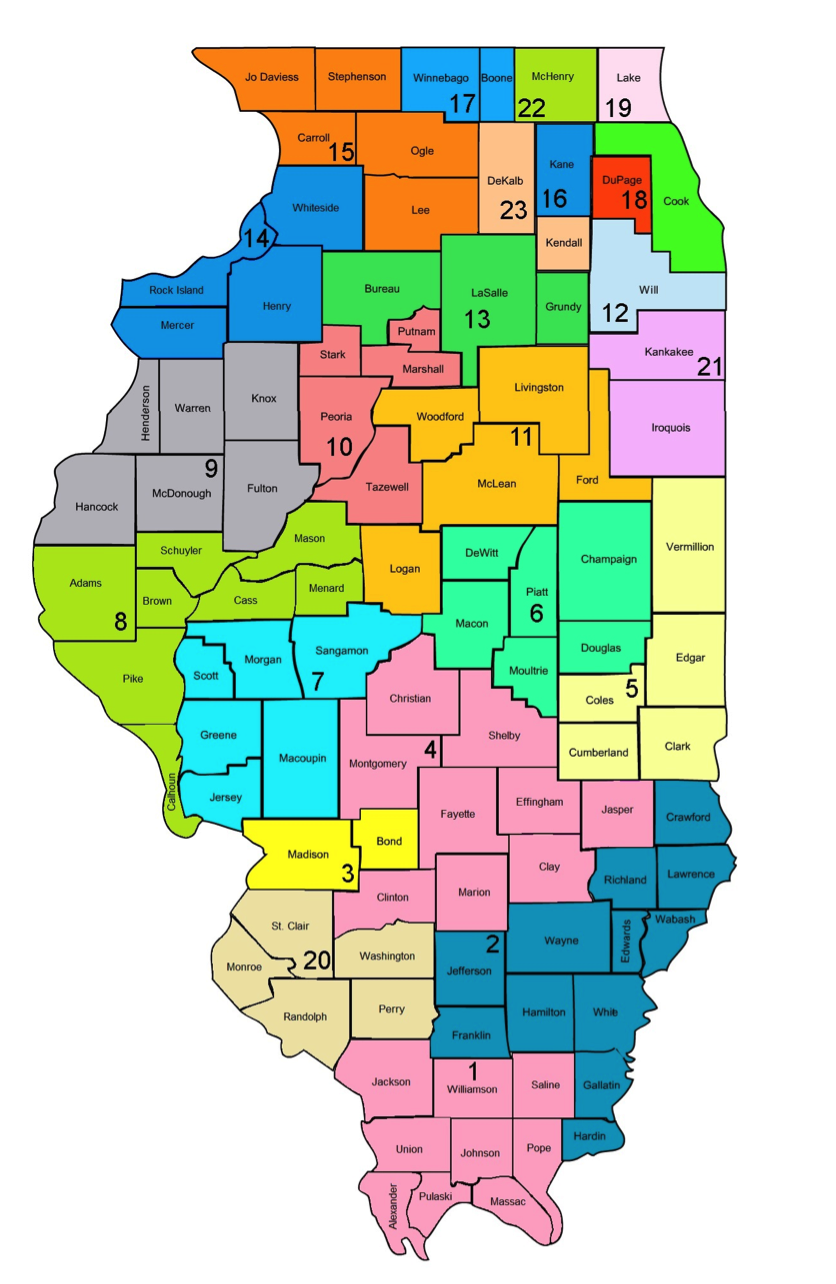 Jo Daviess
Stephenson
Winnebago
Boone
McHenry
Lake
17
22
19
Carroll
15
Ogle
DeKalb
23
Kane
16
DuPage
18
Cook
Whiteside
Lee
14
Kendall
Rock Island
Henry
Bureau
LaSalle
13
Grundy
Will
12
Mercer
Putnam
Stark
Marshall
Kankakee
21
Henderson
Warren
Knox
Peoria
10
Woodford
Livingston
11
Iroquois
Hancock
McDonough
9
Fulton
Tazewell
McLean
Ford
Mason
Schuyler
Adams
8
Brown
Cass
Menard
Logan
DeWitt
Piatt
6
Champaign
Vermillion
Macon
Pike
Scott
Morgan
Sangamon
7
Moultrie
Douglas
Edgar
Coles
5
Christian
Shelby
Greene
Macoupin
Montgomery
4
Cumberland
Clark
Calhoun
Jersey
Fayette
Effingham
Jasper
Crawford
Madison
3
Bond
Clay
Richland
Lawrence
Clinton
Marion
St. Clair
20
Monroe
Washington
2
Jefferson
Wayne
Edwards
Wabash
Randolph
Perry
Franklin
Hamilton
White
Jackson
1
Williamson
Saline
Gallatin
Union
Johnson
Pope
Hardin
Alexander
Pulaski
Massac